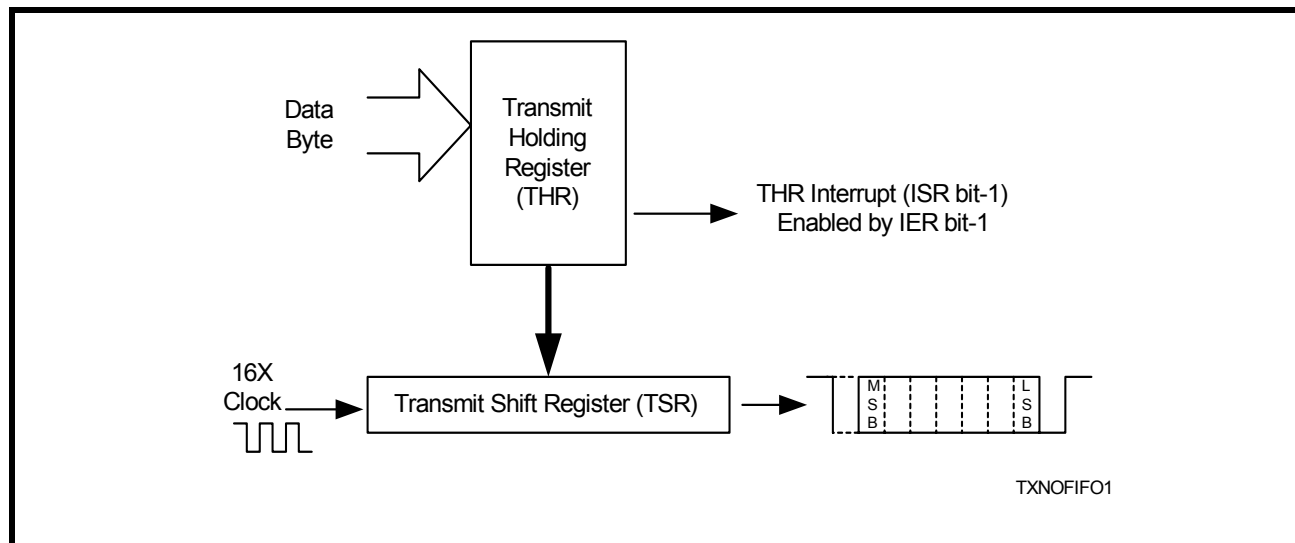 Data
Byte
Transmit
Holding
Register
(THR)
THR Interrupt (ISR bit-1)
Enabled by IER bit-1
16X
Clock
Transmit Shift Register (TSR)
M
S
B
L
S
B
TXNOFIFO1